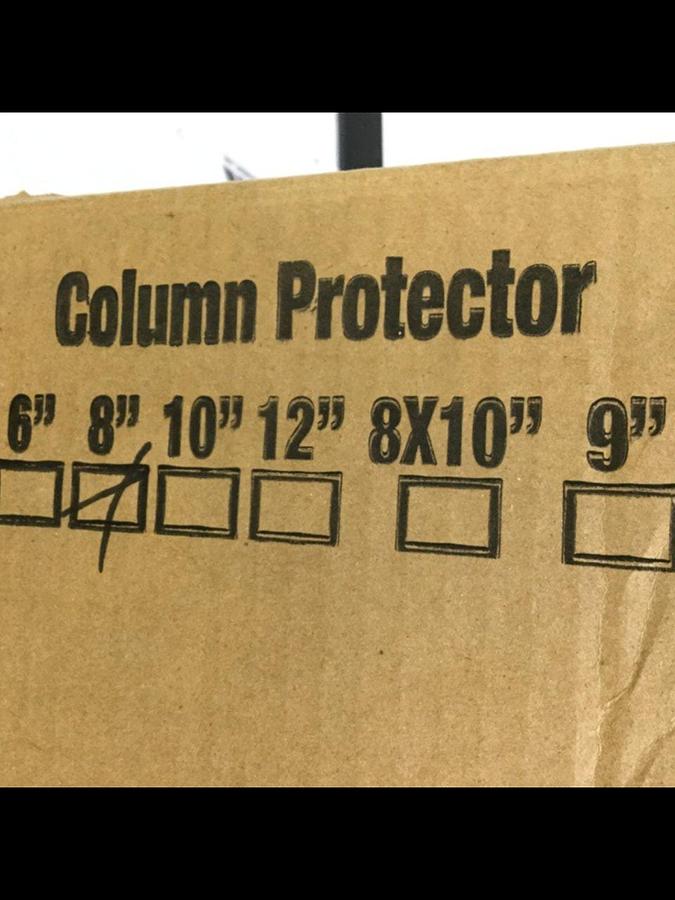 Column Protector
6” 8” 10” 12” 8X10” 9”